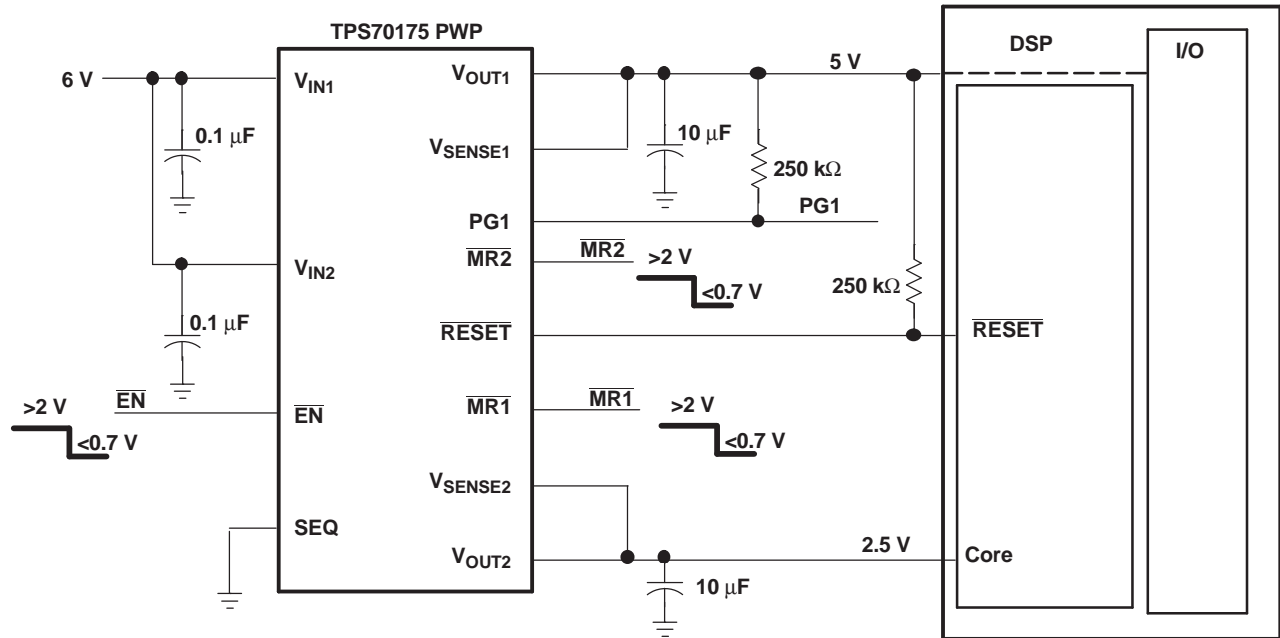 TPS70175 PWP
DSP
I/O
6 V
V_IN1
V_OUT1
5 V
0.1 μF
V_SENSE1
10 μF
250 kΩ
PG1
PG1
V_IN2
MR2
MR2
>2 V
<0.7 V
250 kΩ
0.1 μF
RESET
RESET
>2 V
EN
EN
<0.7 V
MR1
MR1
>2 V
<0.7 V
V_SENSE2
SEQ
V_OUT2
2.5 V
Core
10 μF